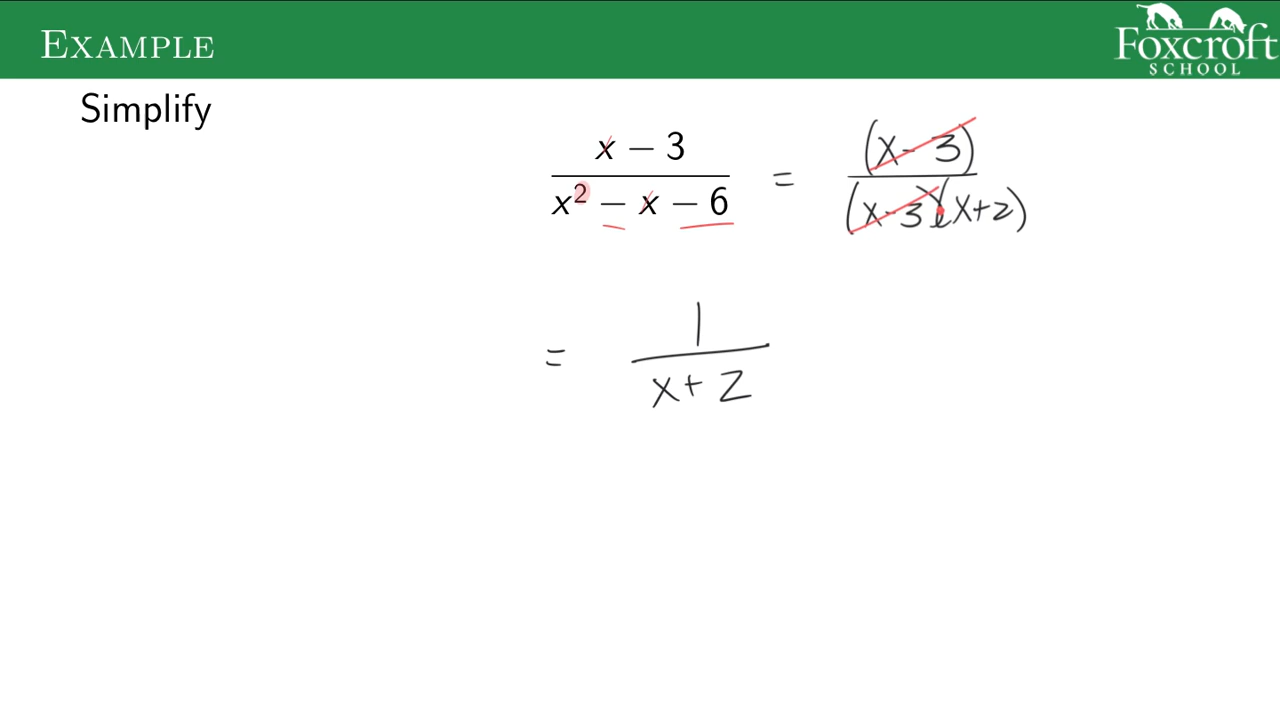 EXAMPLE
Foxcroft
SCHOOL
Simplify
x − 3 / x² − x − 6 = (x - 3) / (x - 3)(x + 2)
= 1 / x + 2